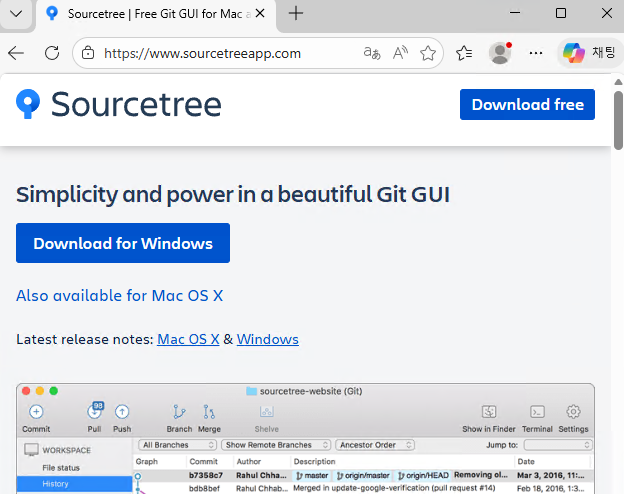 Sourcetree | Free Git GUI for Mac a
https://www.sourcetreeapp.com
채팅
Sourcetree
Download free
Simplicity and power in a beautiful Git GUI
Download for Windows
Also available for Mac OS X
Latest release notes: Mac OS X & Windows
sourcetree-website (Git)
98
Commit Pull Push Branch Merge Shelve Show in Finder Terminal Settings
WORKSPACE All Branches Show Remote Branches Ancestor Order Jump to:
File status Graph Commit Author Description Date
History b7358c7 Rahul Chhab... master origin/master origin/HEAD Removing ol... Mar 3, 2016, 11:...
bdb8bef Rahul Chhab... Merged in update-google-verification (pull request #14) Feb 18, 2016, 1:3...